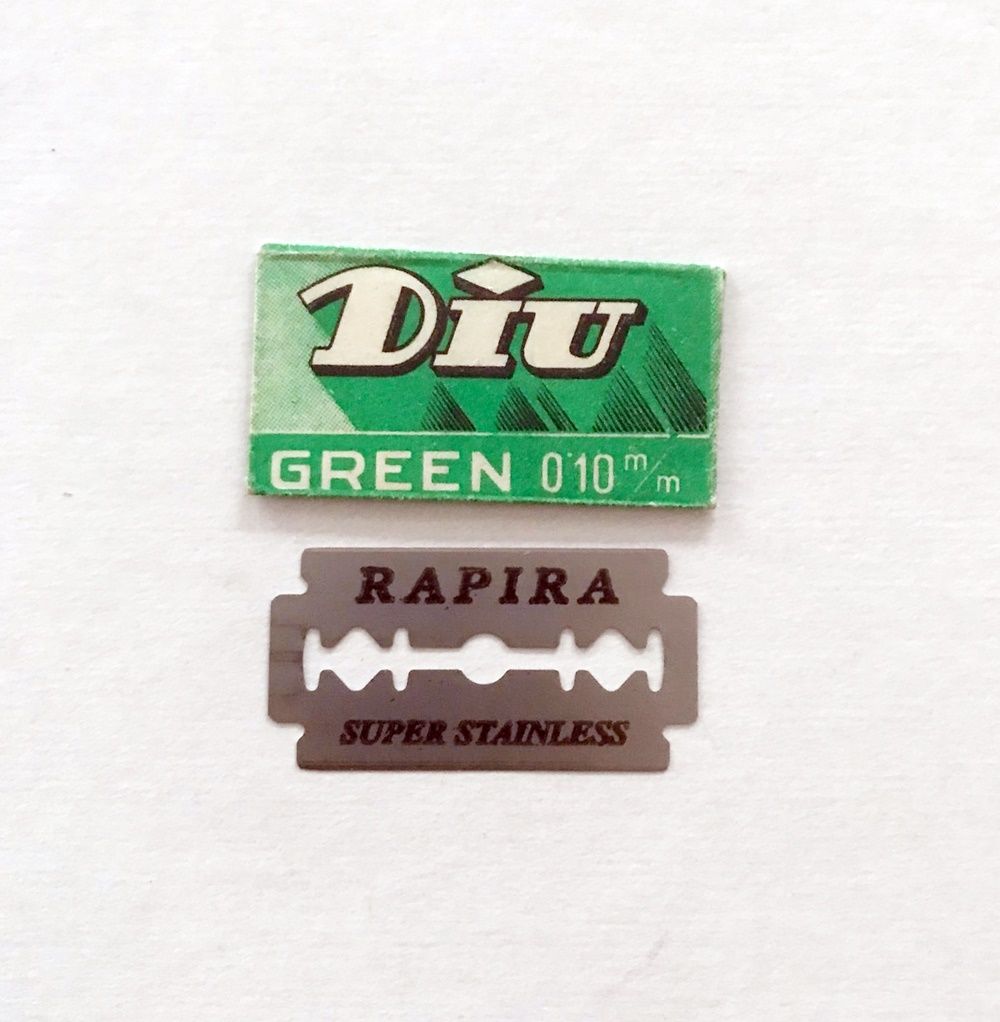 Diu
GREEN 0'10 m/m
RAPIRA
SUPER STAINLESS